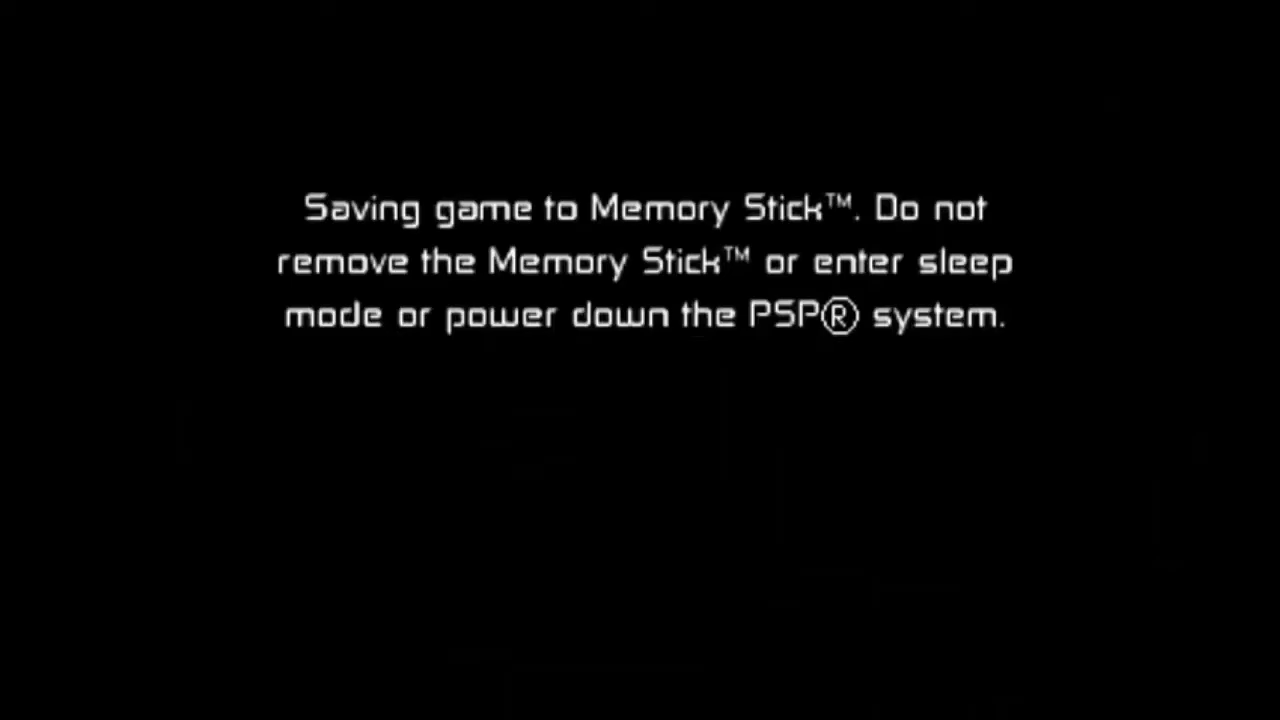 Saving game to Memory Stick™. Do not
remove the Memory Stick™ or enter sleep
mode or power down the PSP® system.